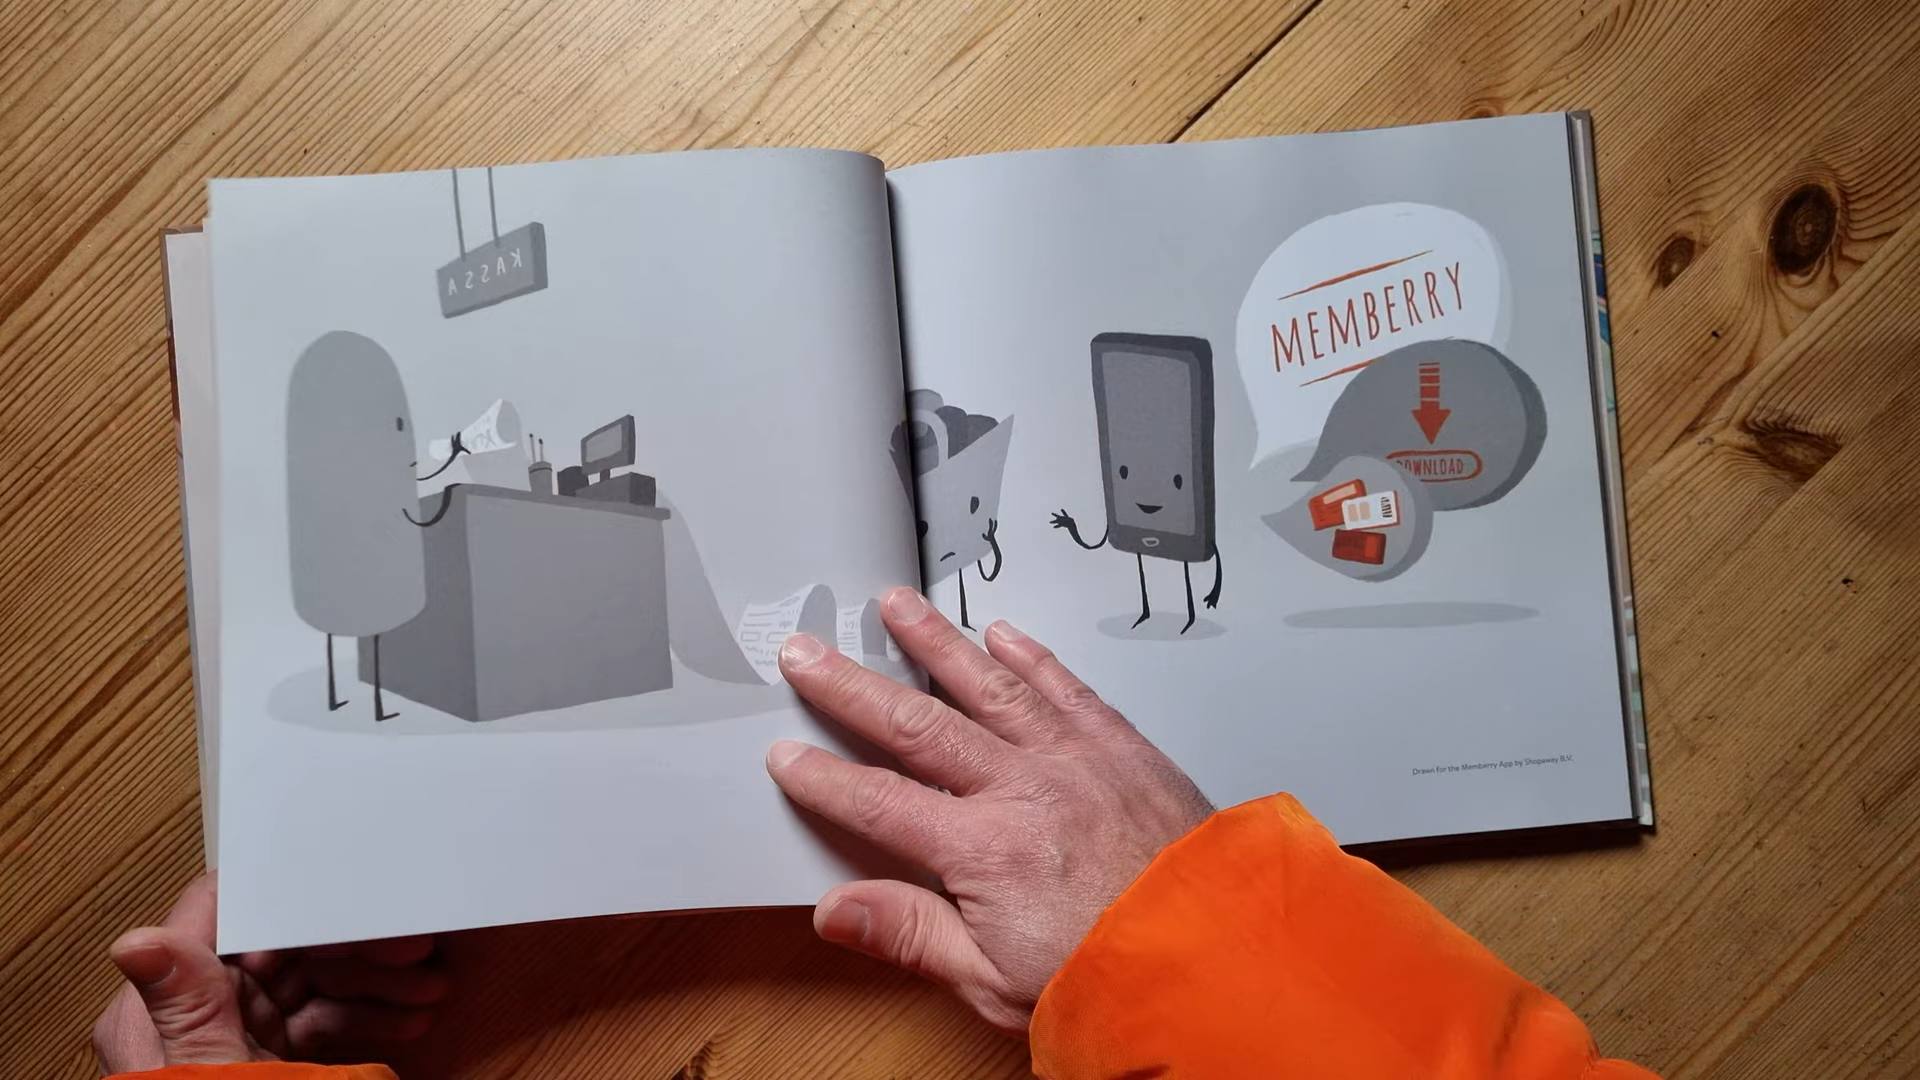 KASSA
MEMBERRY
DOWNLOAD
Drawn for the Memberry App by Shopaway B.V.